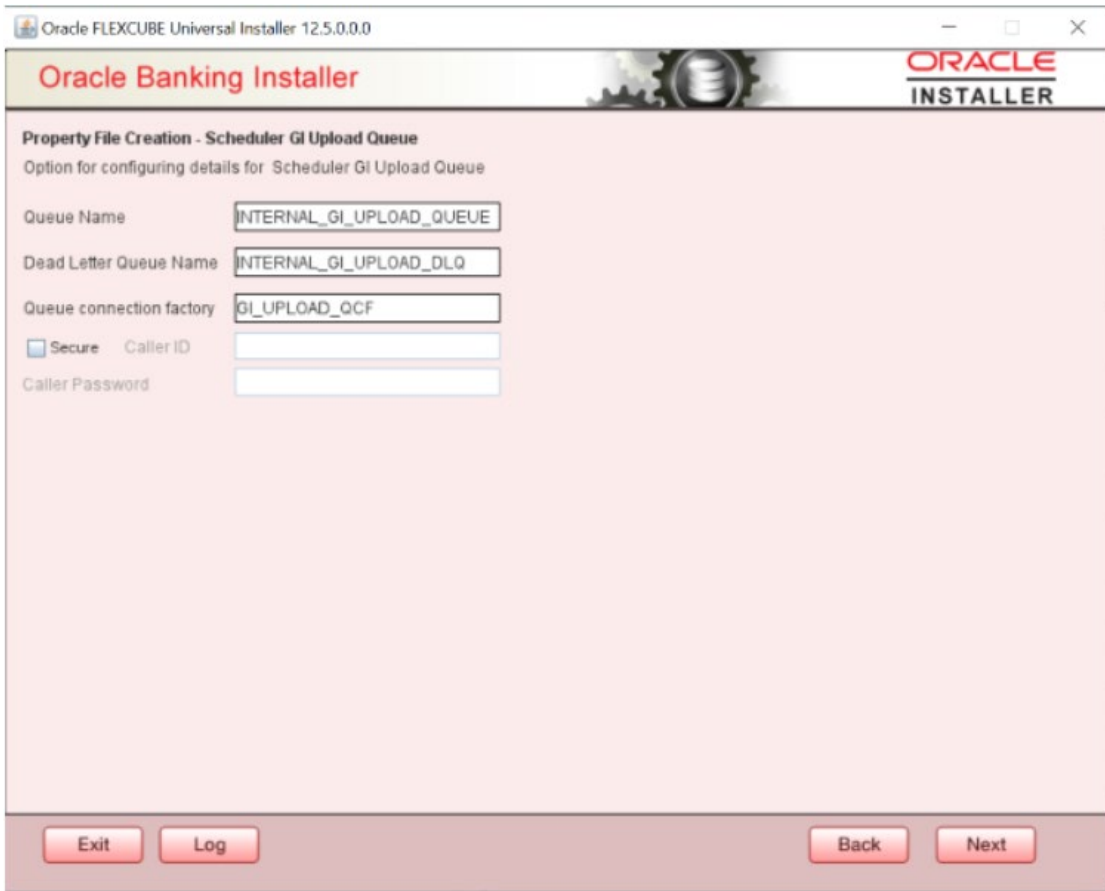 Oracle FLEXCUBE Universal Installer 12.5.0.0.0
Oracle Banking Installer
ORACLE
INSTALLER
Property File Creation - Scheduler GI Upload Queue
Option for configuring details for Scheduler GI Upload Queue
Queue Name INTERNAL_GI_UPLOAD_QUEUE
Dead Letter Queue Name INTERNAL_GI_UPLOAD_DLQ
Queue connection factory GI_UPLOAD_QCF
Secure Caller ID
Caller Password
Exit Log Back Next